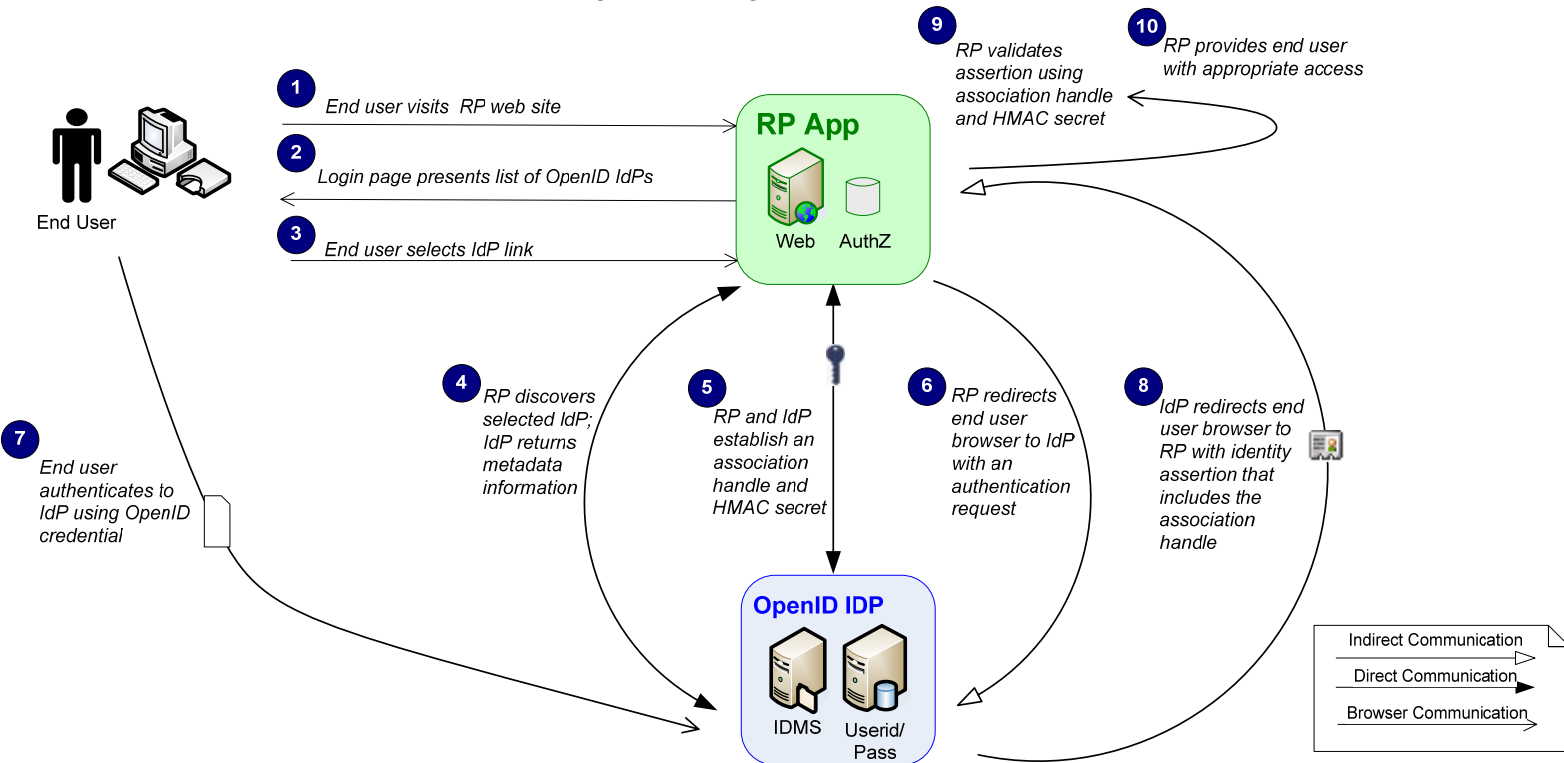 1
End user visits RP web site
2
Login page presents list of OpenID IdPs
3
End user selects IdP link
End User
RP App
Web
AuthZ
9
RP validates
assertion using
association handle
and HMAC secret
10
RP provides end user
with appropriate access
4
RP discovers
selected IdP;
IdP returns
metadata
information
5
RP and IdP
establish an
association
handle and
HMAC secret
6
RP redirects
end user
browser to IdP
with an
authentication
request
8
IdP redirects end
user browser to
RP with identity
assertion that
includes the
association
handle
7
End user
authenticates to
IdP using OpenID
credential
OpenID IDP
IDMS
Userid/
Pass
Indirect Communication
Direct Communication
Browser Communication